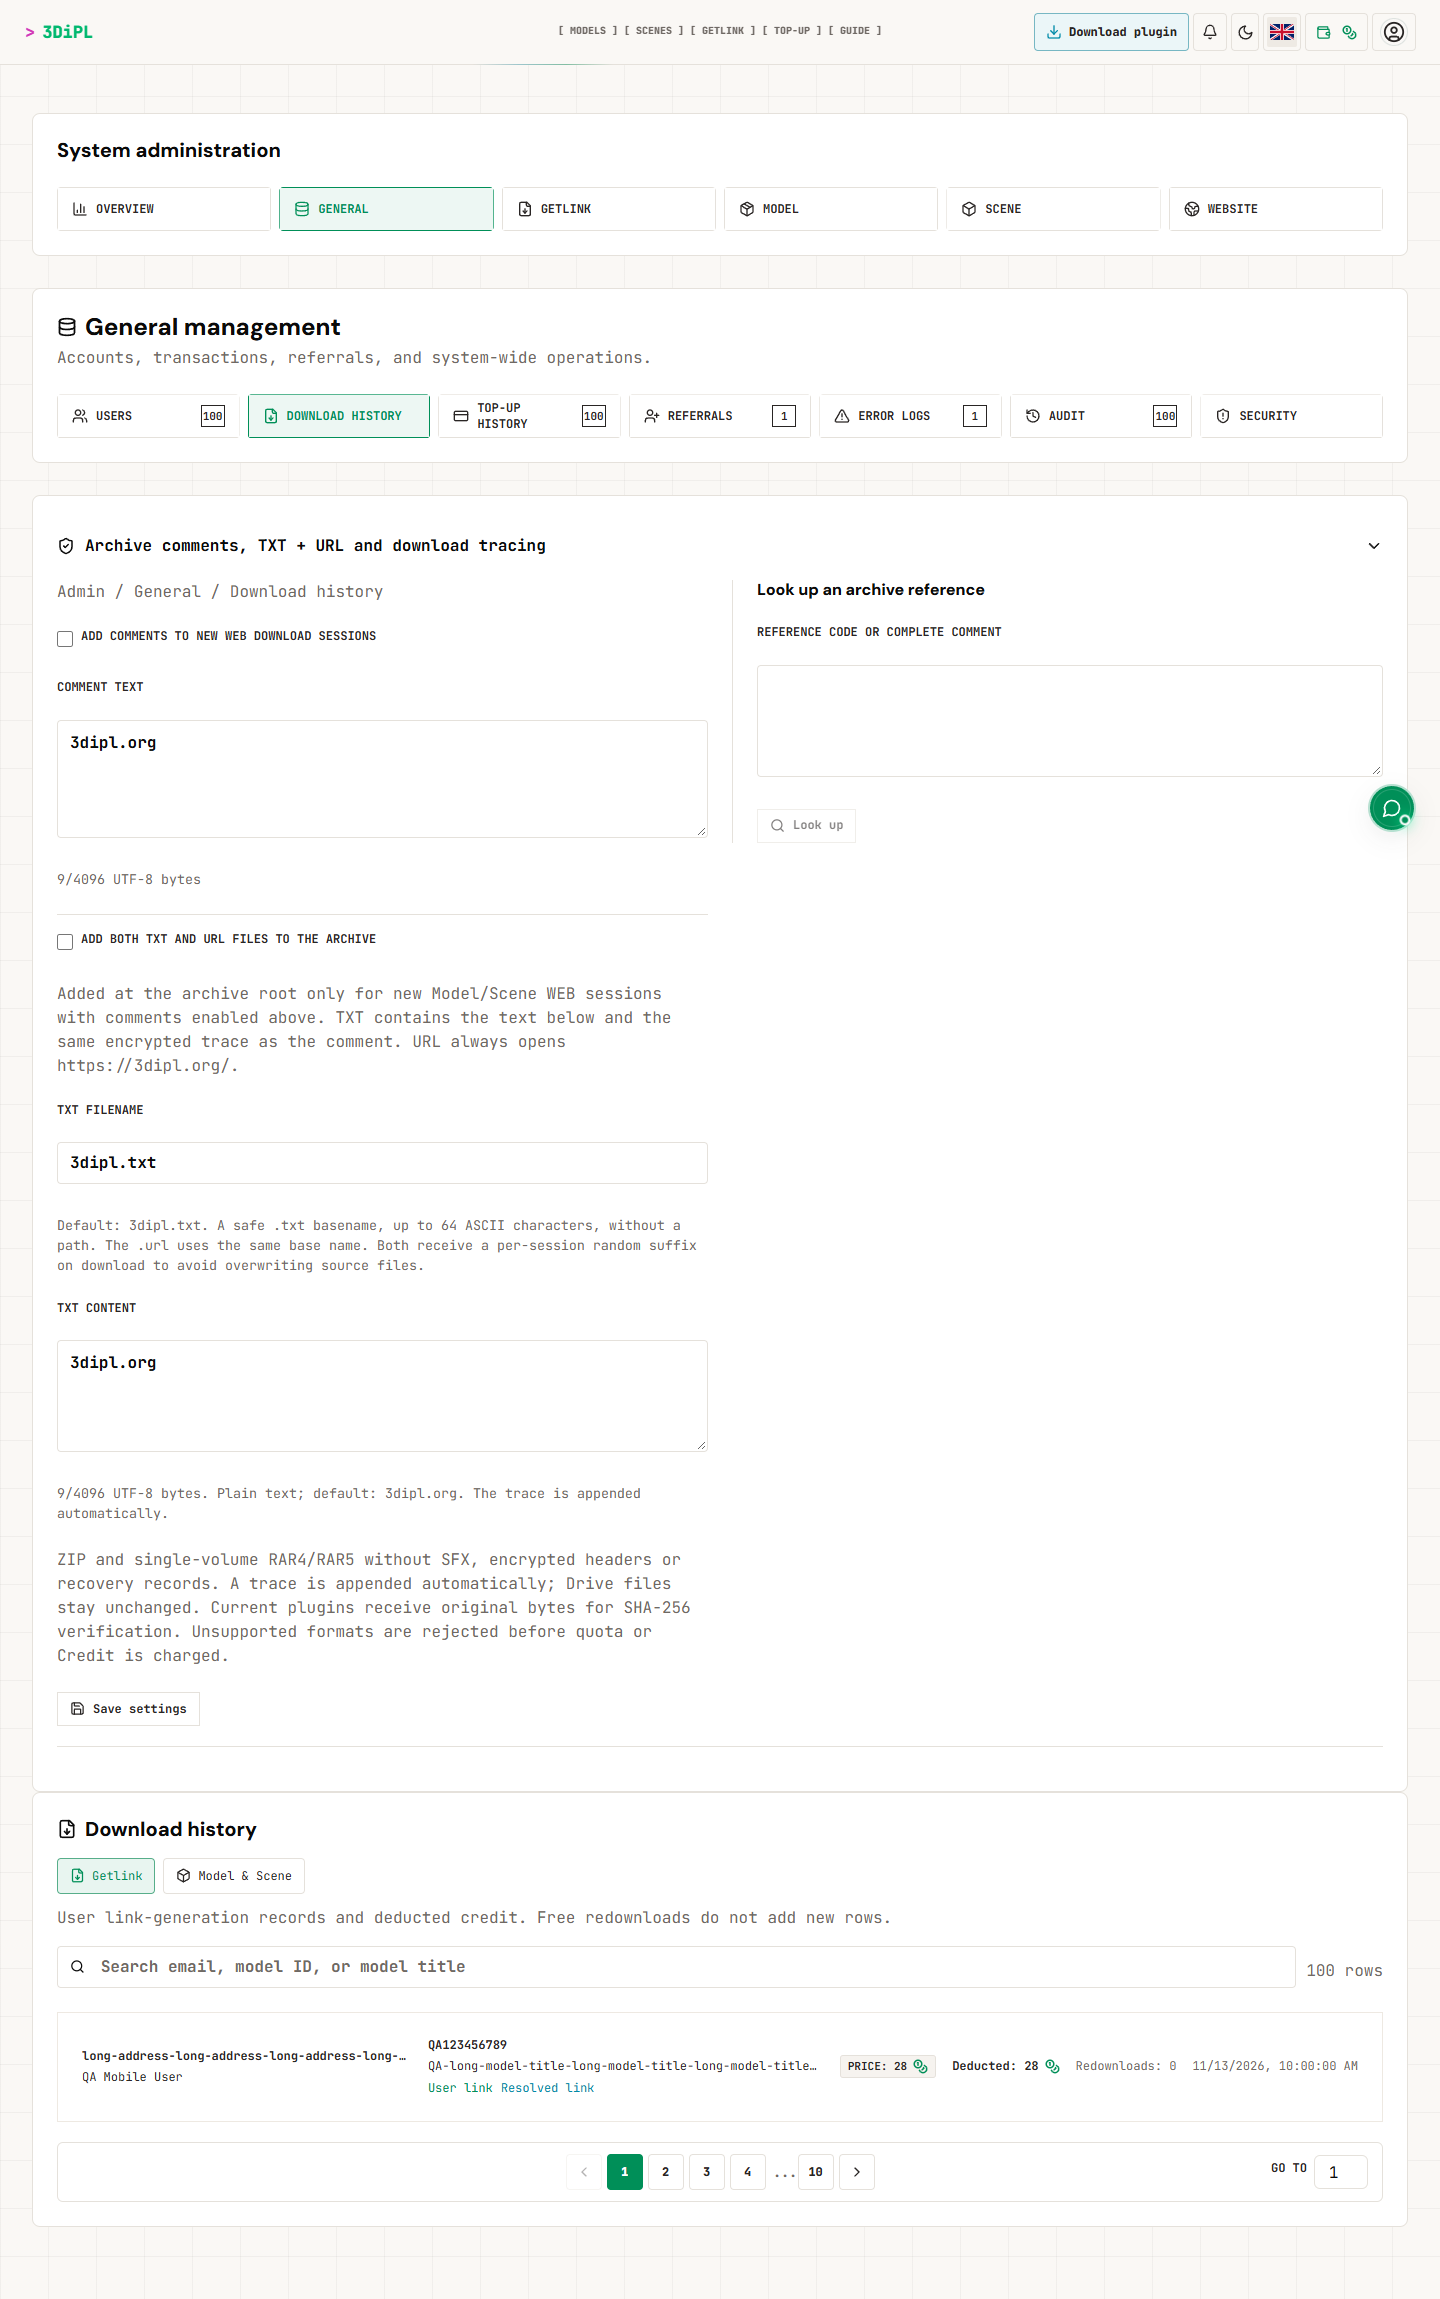 > 3DiPL
[ MODELS ] [ SCENES ] [ GETLINK ] [ TOP-UP ] [ GUIDE ]
Download plugin
System administration
OVERVIEW
GENERAL
GETLINK
MODEL
SCENE
WEBSITE
General management
Accounts, transactions, referrals, and system-wide operations.
USERS 100
DOWNLOAD HISTORY
TOP-UP
HISTORY
100
REFERRALS 1
ERROR LOGS 1
AUDIT 100
SECURITY
Archive comments, TXT + URL and download tracing
Admin / General / Download history
ADD COMMENTS TO NEW WEB DOWNLOAD SESSIONS
COMMENT TEXT
3dipl.org
9/4096 UTF-8 bytes
ADD BOTH TXT AND URL FILES TO THE ARCHIVE
Added at the archive root only for new Model/Scene WEB sessions
with comments enabled above. TXT contains the text below and the
same encrypted trace as the comment. URL always opens
https://3dipl.org/.
TXT FILENAME
3dipl.txt
Default: 3dipl.txt. A safe .txt basename, up to 64 ASCII characters, without a
path. The .url uses the same base name. Both receive a per-session random suffix
on download to avoid overwriting source files.
TXT CONTENT
3dipl.org
9/4096 UTF-8 bytes. Plain text; default: 3dipl.org. The trace is appended
automatically.
ZIP and single-volume RAR4/RAR5 without SFX, encrypted headers or
recovery records. A trace is appended automatically; Drive files
stay unchanged. Current plugins receive original bytes for SHA-256
verification. Unsupported formats are rejected before quota or
Credit is charged.
Save settings
Look up an archive reference
REFERENCE CODE OR COMPLETE COMMENT
Look up
Download history
Getlink
Model & Scene
User link-generation records and deducted credit. Free redownloads do not add new rows.
Search email, model ID, or model title
100 rows
long-address-long-address-long-address-long-…
QA Mobile User
QA123456789
QA-long-model-title-long-model-title-long-model-title…
User link Resolved link
PRICE: 28
Deducted: 28
Redownloads: 0
11/13/2026, 10:00:00 AM
1 2 3 4 ... 10
GO TO 1